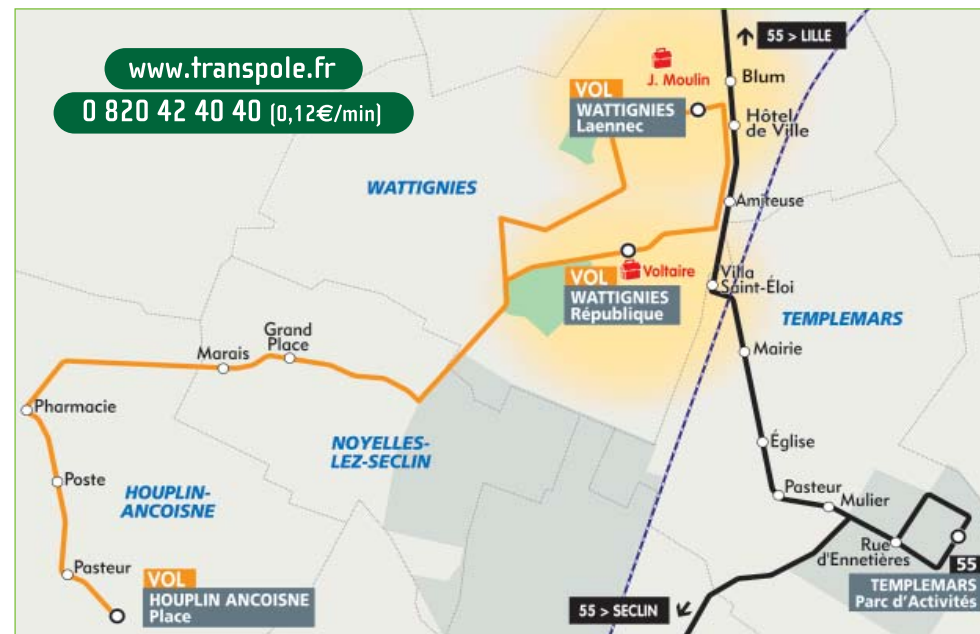 www.transpole.fr
0 820 42 40 40 (0,12€/min)
55 > LILLE
J. Moulin
Blum
VOL
WATTIGNIES
Laennec
Hôtel
de Ville
WATTIGNIES
Amiteuse
VOL
Voltaire
WATTIGNIES
République
Villa
Saint-Éloi
TEMPLEMARS
Grand
Place
Marais
Mairie
Pharmacie
NOYELLES-
LEZ-SECLIN
Église
Poste
HOUPLIN-
ANCOISNE
Pasteur
Mulier
Rue
d'Ennetières
Pasteur
VOL
HOUPLIN ANCOISNE
Place
55
TEMPLEMARS
Parc d'Activités
55 > SECLIN